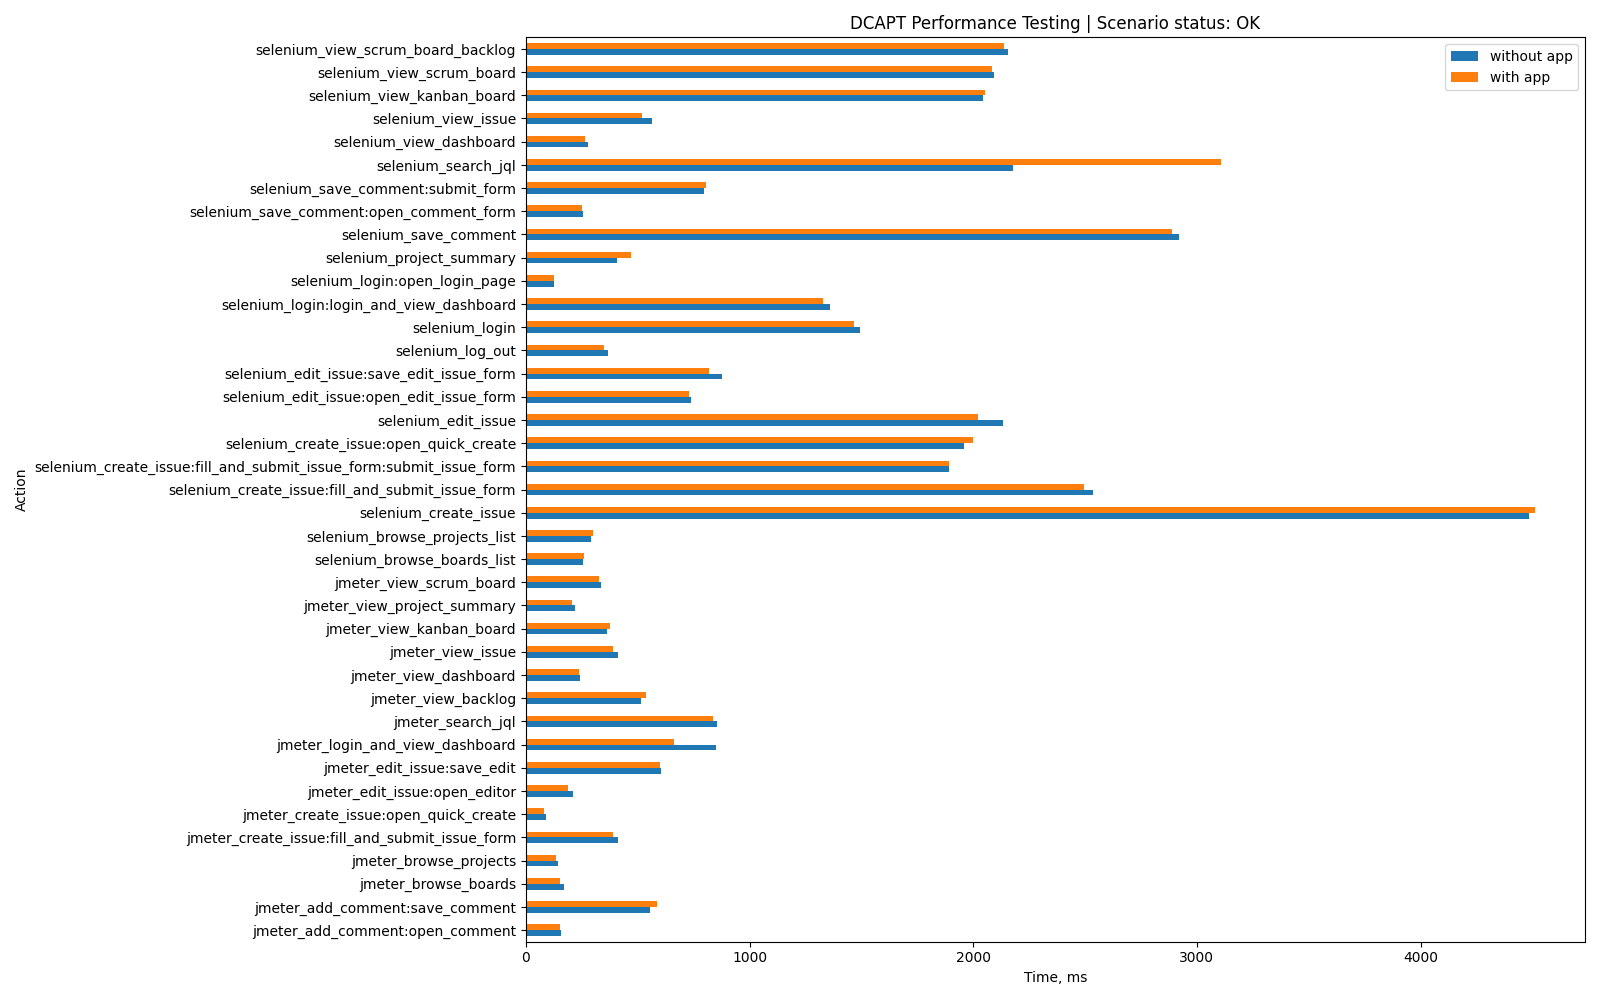 DCAPT Performance Testing | Scenario status: OK
without app
with app
selenium_view_scrum_board_backlog
selenium_view_scrum_board
selenium_view_kanban_board
selenium_view_issue
selenium_view_dashboard
selenium_search_jql
selenium_save_comment:submit_form
selenium_save_comment:open_comment_form
selenium_save_comment
selenium_project_summary
selenium_login:open_login_page
selenium_login:login_and_view_dashboard
selenium_login
selenium_log_out
selenium_edit_issue:save_edit_issue_form
selenium_edit_issue:open_edit_issue_form
selenium_edit_issue
selenium_create_issue:open_quick_create
selenium_create_issue:fill_and_submit_issue_form:submit_issue_form
selenium_create_issue:fill_and_submit_issue_form
selenium_create_issue
selenium_browse_projects_list
selenium_browse_boards_list
jmeter_view_scrum_board
jmeter_view_project_summary
jmeter_view_kanban_board
jmeter_view_issue
jmeter_view_dashboard
jmeter_view_backlog
jmeter_search_jql
jmeter_login_and_view_dashboard
jmeter_edit_issue:save_edit
jmeter_edit_issue:open_editor
jmeter_create_issue:open_quick_create
jmeter_create_issue:fill_and_submit_issue_form
jmeter_browse_projects
jmeter_browse_boards
jmeter_add_comment:save_comment
jmeter_add_comment:open_comment
Action
0 1000 2000 3000 4000
Time, ms